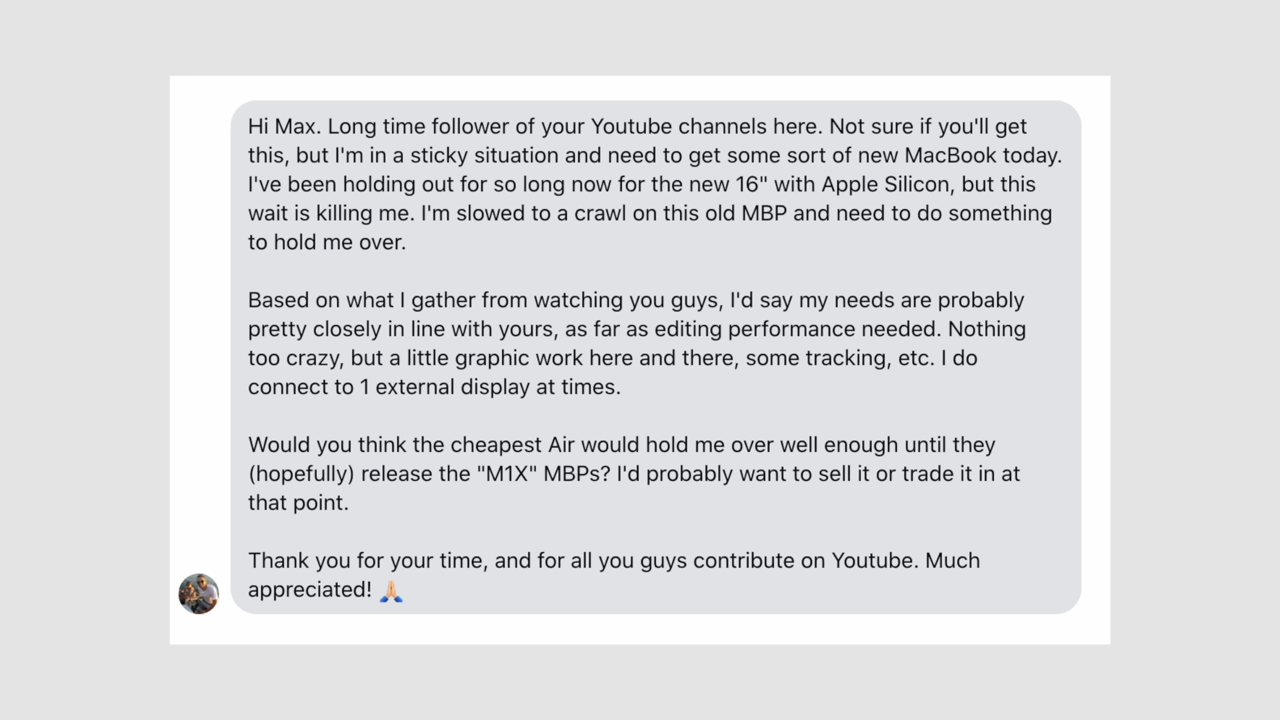 Hi Max. Long time follower of your Youtube channels here. Not sure if you'll get
this, but I'm in a sticky situation and need to get some sort of new MacBook today.
I've been holding out for so long now for the new 16" with Apple Silicon, but this
wait is killing me. I'm slowed to a crawl on this old MBP and need to do something
to hold me over.
Based on what I gather from watching you guys, I'd say my needs are probably
pretty closely in line with yours, as far as editing performance needed. Nothing
too crazy, but a little graphic work here and there, some tracking, etc. I do
connect to 1 external display at times.
Would you think the cheapest Air would hold me over well enough until they
(hopefully) release the "M1X" MBPs? I'd probably want to sell it or trade it in at
that point.
Thank you for your time, and for all you guys contribute on Youtube. Much
appreciated! 🙏🏼